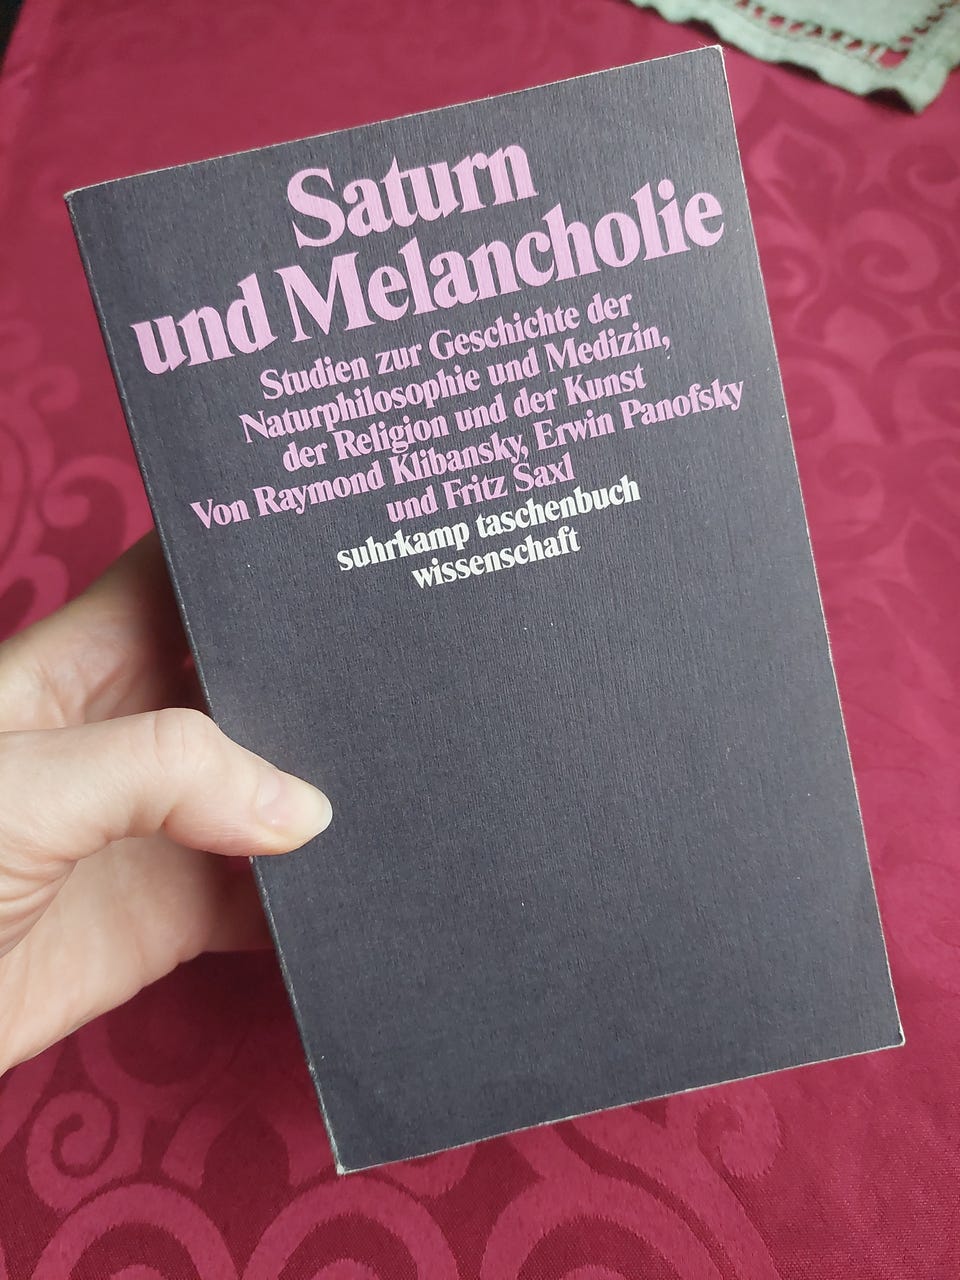 Saturn
und Melancholie
Studien zur Geschichte der
Naturphilosophie und Medizin,
der Religion und der Kunst
Von Raymond Klibansky, Erwin Panofsky
und Fritz Saxl
suhrkamp taschenbuch
wissenschaft